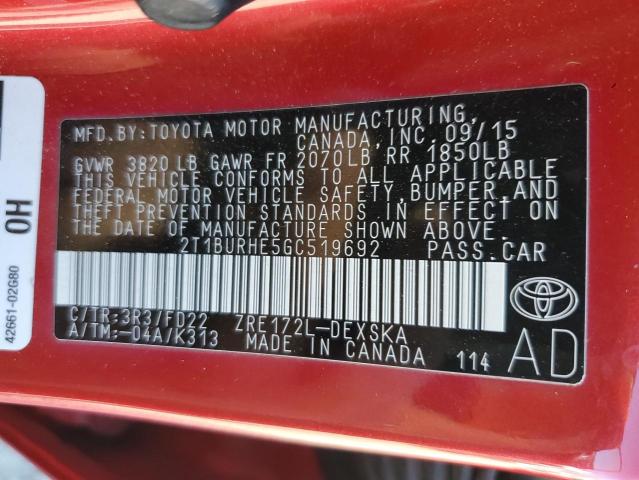 MFD.BY:TOYOTA MOTOR MANUFACTURING,
CANADA, INC. 09/15
GVWR 3820 LB GAWR FR 2070LB RR 1850LB
THIS VEHICLE CONFORMS TO ALL APPLICABLE
FEDERAL MOTOR VEHICLE SAFETY, BUMPER, AND
THEFT PREVENTION STANDARDS IN EFFECT ON
THE DATE OF MANUFACTURE SHOWN ABOVE.
2T1BURHE5GC519692 PASS.CAR
C/TR:3R3/FD22 ZRE172L-DEXSKA
A/TM:-04A/K313 MADE IN CANADA 114
AD
0H
42661-02G80